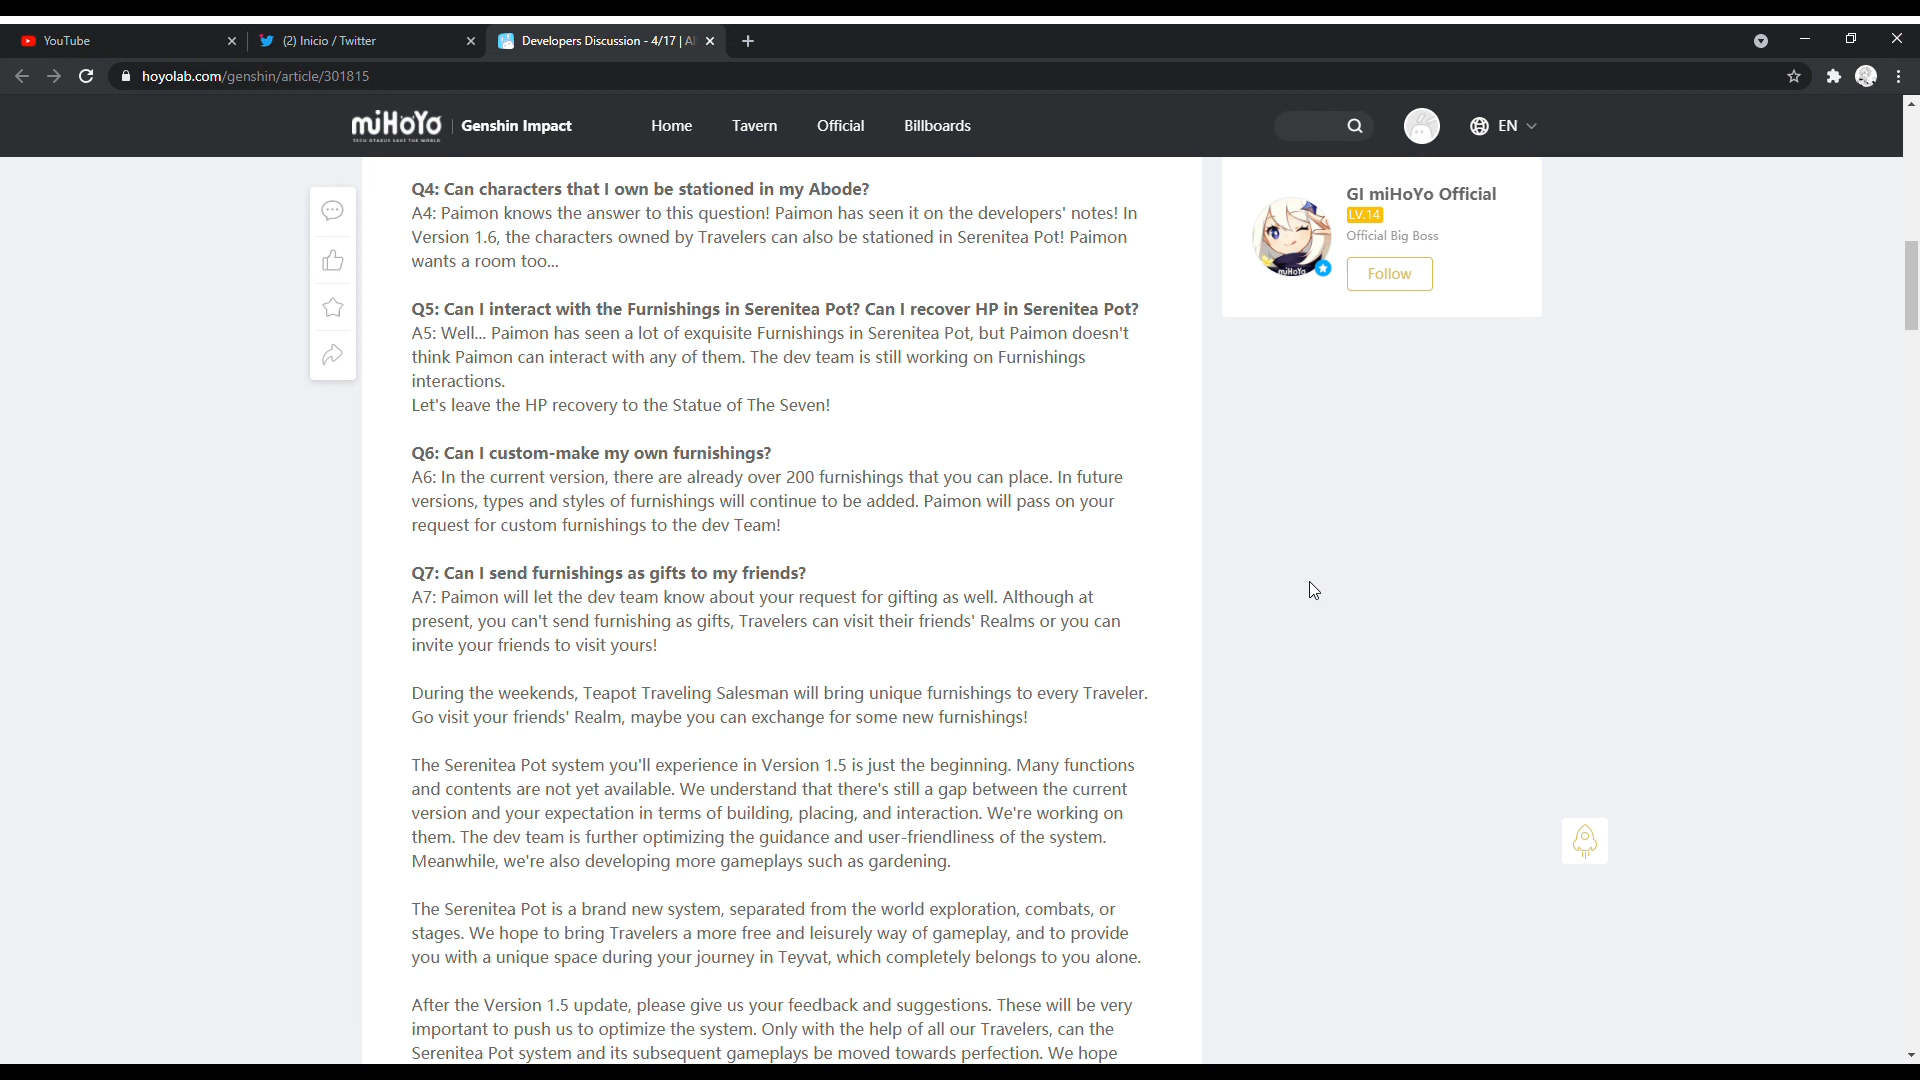 YouTube
(2) Inicio / Twitter
Developers Discussion - 4/17 | Al
hoyolab.com/genshin/article/301815
miHoYo
TECH OTAKUS SAVE THE WORLD
Genshin Impact
Home
Tavern
Official
Billboards
EN
Q4: Can characters that I own be stationed in my Abode?
A4: Paimon knows the answer to this question! Paimon has seen it on the developers' notes! In
Version 1.6, the characters owned by Travelers can also be stationed in Serenitea Pot! Paimon
wants a room too...
Q5: Can I interact with the Furnishings in Serenitea Pot? Can I recover HP in Serenitea Pot?
A5: Well... Paimon has seen a lot of exquisite Furnishings in Serenitea Pot, but Paimon doesn't
think Paimon can interact with any of them. The dev team is still working on Furnishings
interactions.
Let's leave the HP recovery to the Statue of The Seven!
Q6: Can I custom-make my own furnishings?
A6: In the current version, there are already over 200 furnishings that you can place. In future
versions, types and styles of furnishings will continue to be added. Paimon will pass on your
request for custom furnishings to the dev Team!
Q7: Can I send furnishings as gifts to my friends?
A7: Paimon will let the dev team know about your request for gifting as well. Although at
present, you can't send furnishing as gifts, Travelers can visit their friends' Realms or you can
invite your friends to visit yours!
During the weekends, Teapot Traveling Salesman will bring unique furnishings to every Traveler.
Go visit your friends' Realm, maybe you can exchange for some new furnishings!
The Serenitea Pot system you'll experience in Version 1.5 is just the beginning. Many functions
and contents are not yet available. We understand that there's still a gap between the current
version and your expectation in terms of building, placing, and interaction. We're working on
them. The dev team is further optimizing the guidance and user-friendliness of the system.
Meanwhile, we're also developing more gameplays such as gardening.
The Serenitea Pot is a brand new system, separated from the world exploration, combats, or
stages. We hope to bring Travelers a more free and leisurely way of gameplay, and to provide
you with a unique space during your journey in Teyvat, which completely belongs to you alone.
After the Version 1.5 update, please give us your feedback and suggestions. These will be very
important to push us to optimize the system. Only with the help of all our Travelers, can the
Serenitea Pot system and its subsequent gameplays be moved towards perfection. We hope
GI miHoYo Official
LV.14
Official Big Boss
miHoYo
Follow